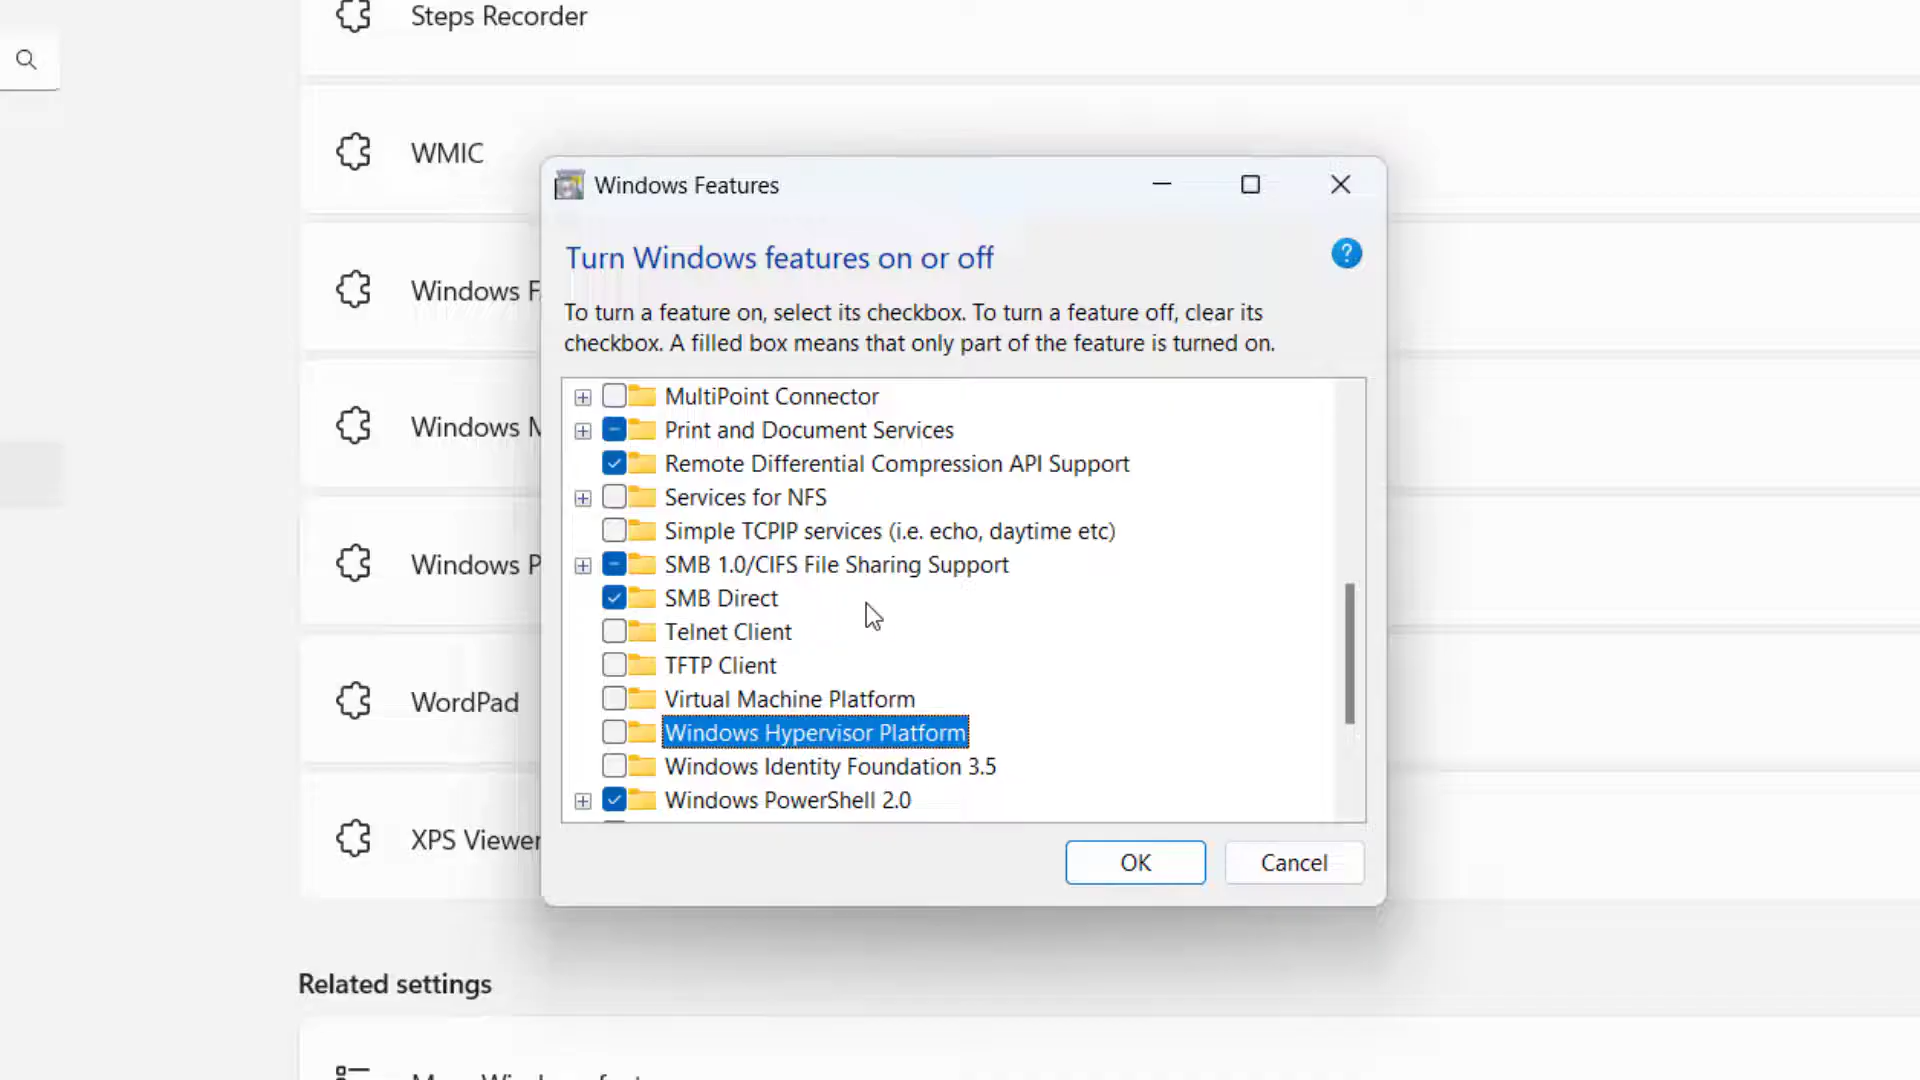 Steps Recorder
WMIC
Windows F
Windows M
Windows P
WordPad
XPS Viewer
Related settings
Windows Features
Turn Windows features on or off
?
To turn a feature on, select its checkbox. To turn a feature off, clear its
checkbox. A filled box means that only part of the feature is turned on.
MultiPoint Connector
Print and Document Services
Remote Differential Compression API Support
Services for NFS
Simple TCPIP services (i.e. echo, daytime etc)
SMB 1.0/CIFS File Sharing Support
SMB Direct
Telnet Client
TFTP Client
Virtual Machine Platform
Windows Hypervisor Platform
Windows Identity Foundation 3.5
Windows PowerShell 2.0
OK
Cancel